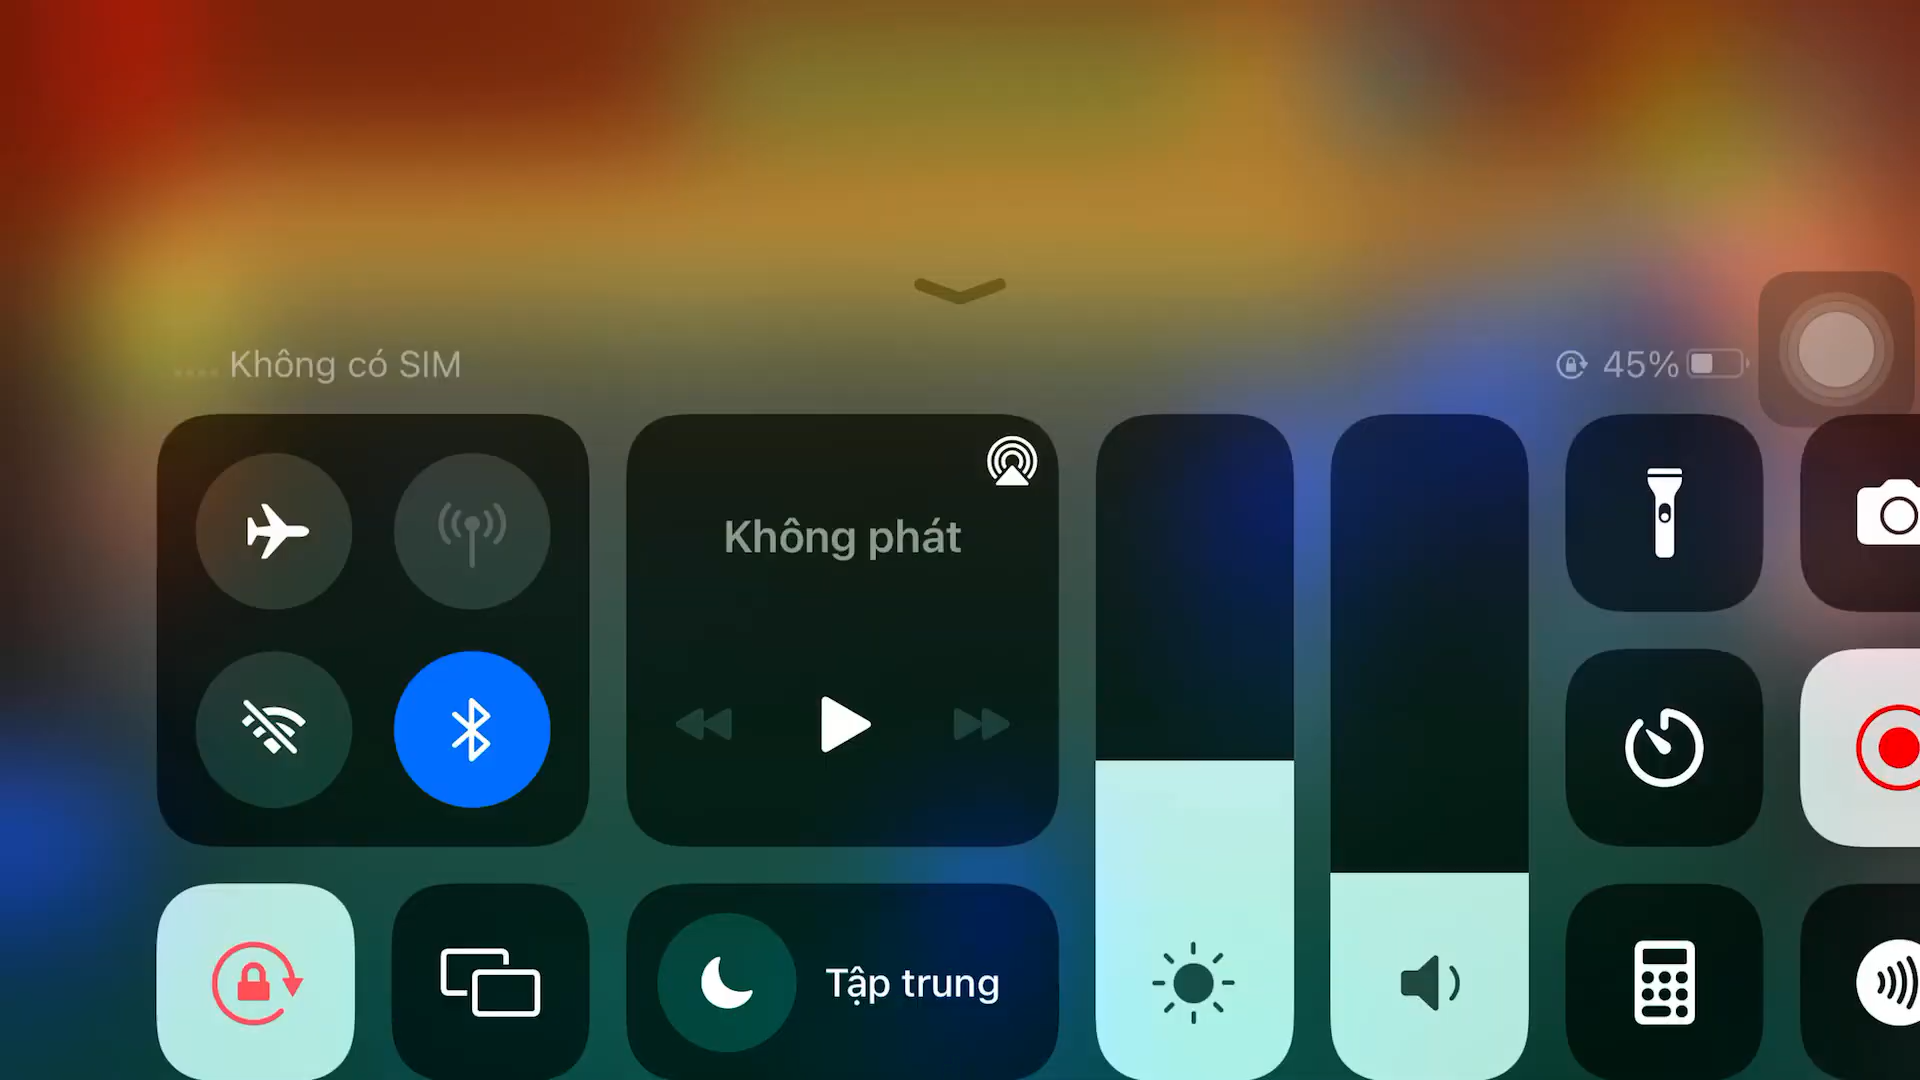 Không có SIM
45%
Không phát
Tập trung